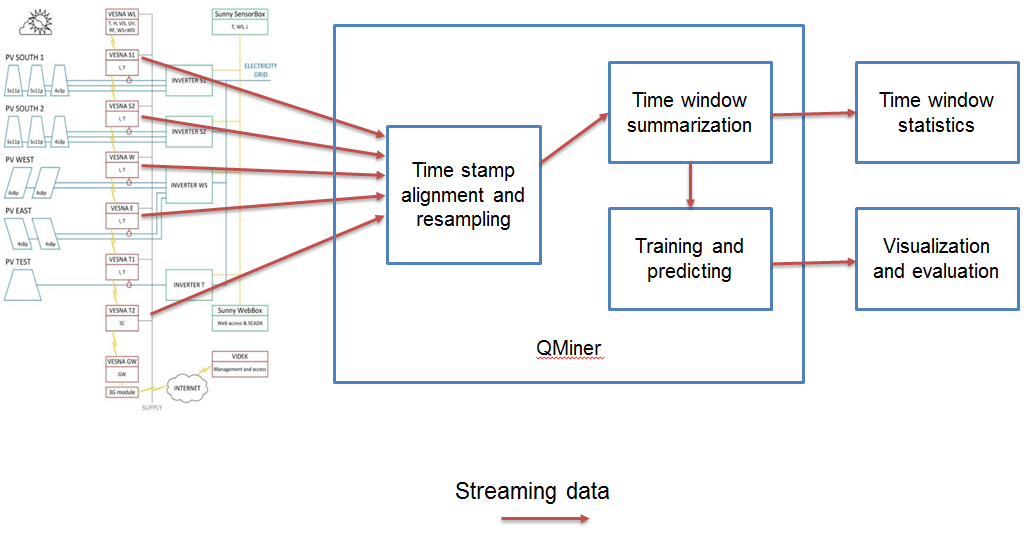 VESNA WL
T, H, VIS, UV,
RF, WS+WD
Sunny SensorBox
T, WS, I,
PV SOUTH 1
VESNA S1
I, T
5s11p
5s11p
4s3p
INVERTER S1
ELECTRICITY
GRID
PV SOUTH 2
VESNA S2
I, T
5s11p
5s11p
4s3p
INVERTER S2
PV WEST
VESNA W
I, T
4s8p
4s8p
INVERTER WS
PV EAST
VESNA E
I, T
4s8p
4s8p
PV TEST
VESNA T1
I, T
INVERTER T
VESNA T2
SC
Sunny WebBox
Web access & SCADA
VESNA GW
GW
3G module
VIDEK
Management and access
INTERNET
SUPPLY
Time stamp
alignment and
resampling
Time window
summarization
Time window
statistics
Training and
predicting
Visualization
and evaluation
QMiner
Streaming data